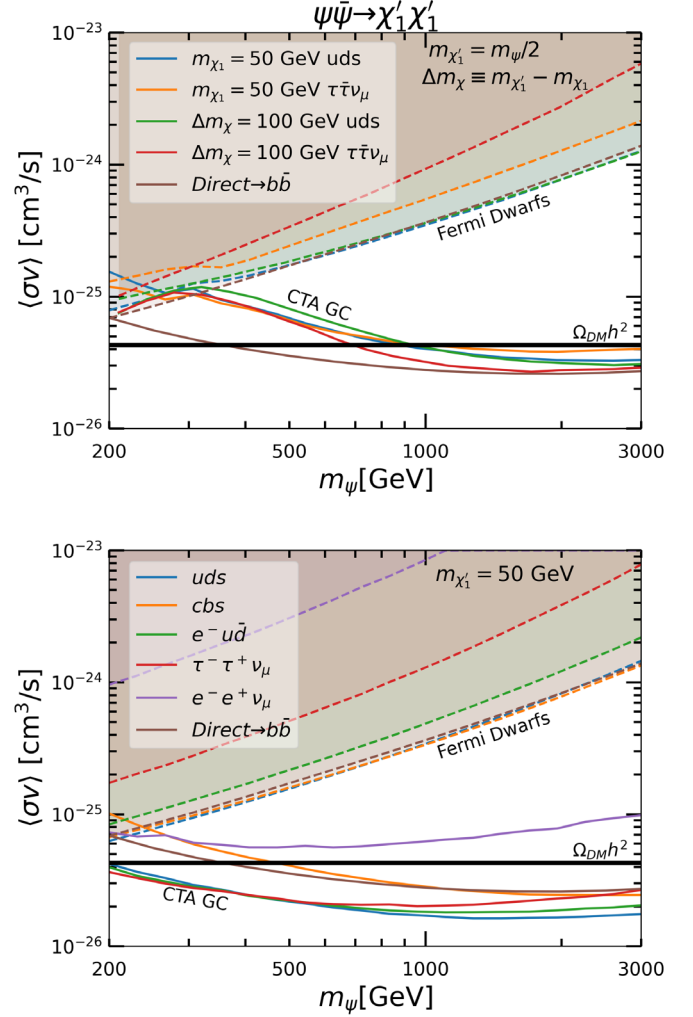 ψψ̄→χ′₁χ′₁
10⁻²³
m_χ₁ = 50 GeV uds
m_χ₁ = 50 GeV ττ̄ν_μ
Δm_χ = 100 GeV uds
Δm_χ = 100 GeV ττ̄ν_μ
Direct→bb̄
m_χ′₁ = m_ψ/2
Δm_χ ≡ m_χ′₁ − m_χ₁
10⁻²⁴
Fermi Dwarfs
⟨σv⟩ [cm³/s]
10⁻²⁵
CTA GC
Ω_DM h²
10⁻²⁶
200
500
1000
3000
m_ψ[GeV]
10⁻²³
uds
cbs
e⁻ud̄
τ⁻τ⁺ν_μ
e⁻e⁺ν_μ
Direct→bb̄
m_χ′₁ = 50 GeV
10⁻²⁴
Fermi Dwarfs
⟨σv⟩ [cm³/s]
10⁻²⁵
Ω_DM h²
CTA GC
10⁻²⁶
200
500
1000
3000
m_ψ[GeV]